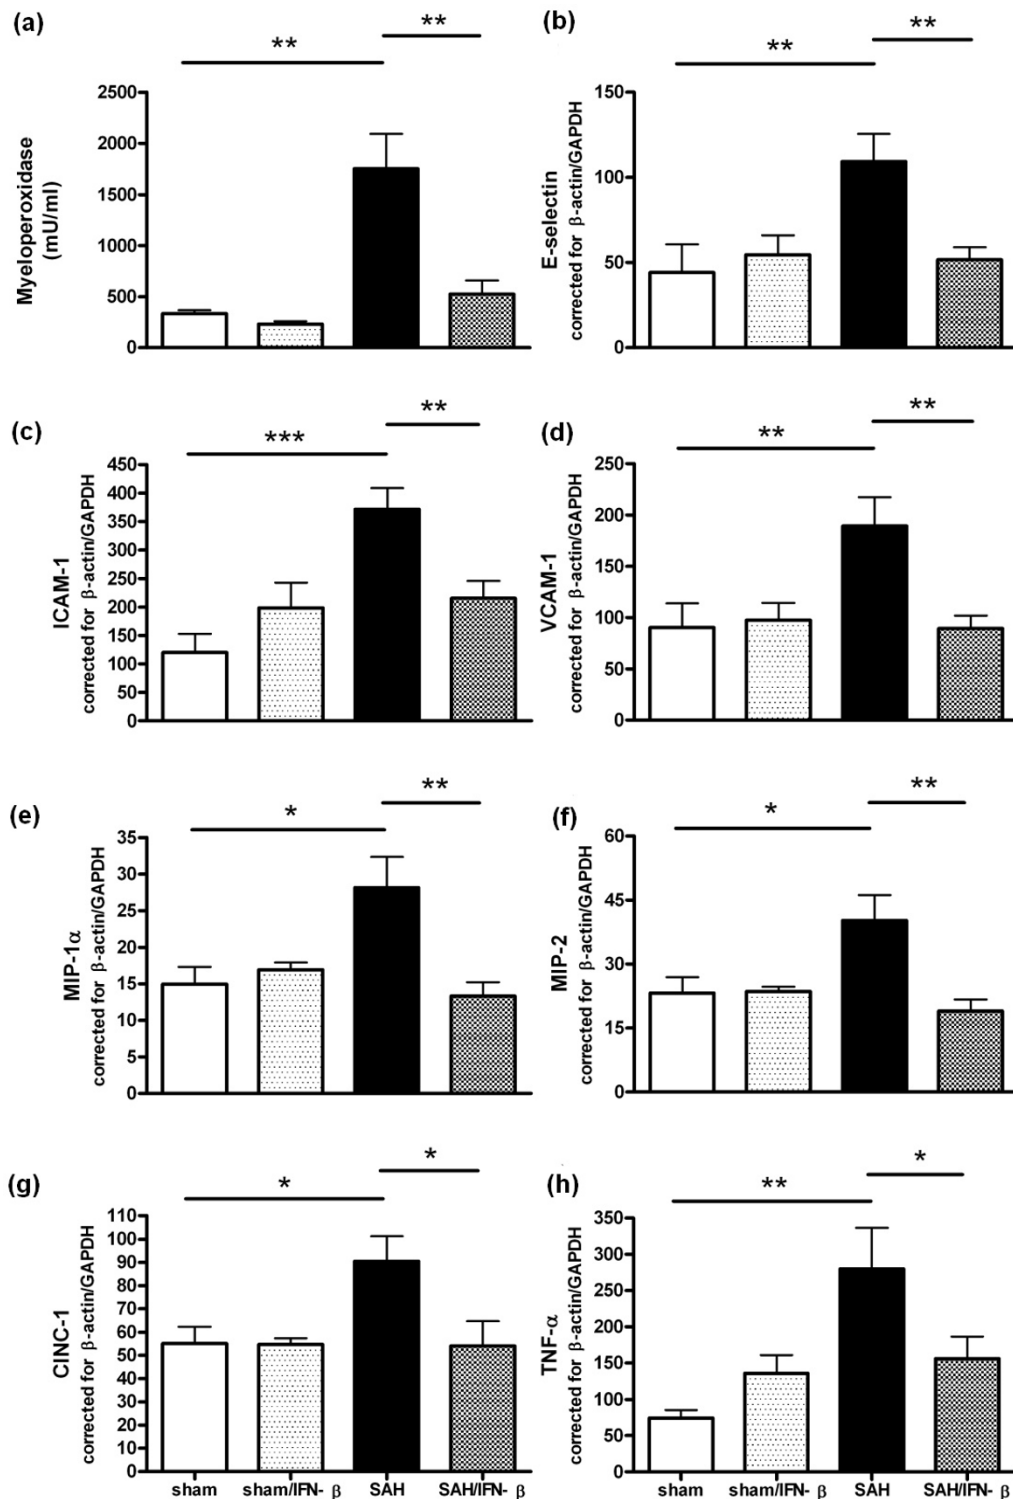 (a)
**
**
Myeloperoxidase
(mU/ml)
2500
2000
1500
1000
500
0
(b)
**
**
E-selectin
corrected for β-actin/GAPDH
150
100
50
0
(c)
***
**
ICAM-1
corrected for β-actin/GAPDH
450
400
350
300
250
200
150
100
50
0
(d)
**
**
VCAM-1
corrected for β-actin/GAPDH
250
200
150
100
50
0
(e)
*
**
MIP-1α
corrected for β-actin/GAPDH
35
30
25
20
15
10
5
0
(f)
*
**
MIP-2
corrected for β-actin/GAPDH
60
45
30
15
0
(g)
*
*
CINC-1
corrected for β-actin/GAPDH
110
100
90
80
70
60
50
40
30
20
10
0
sham sham/IFN- β SAH SAH/IFN- β
(h)
**
*
TNF-α
corrected for β-actin/GAPDH
350
300
250
200
150
100
50
0
sham sham/IFN- β SAH SAH/IFN- β